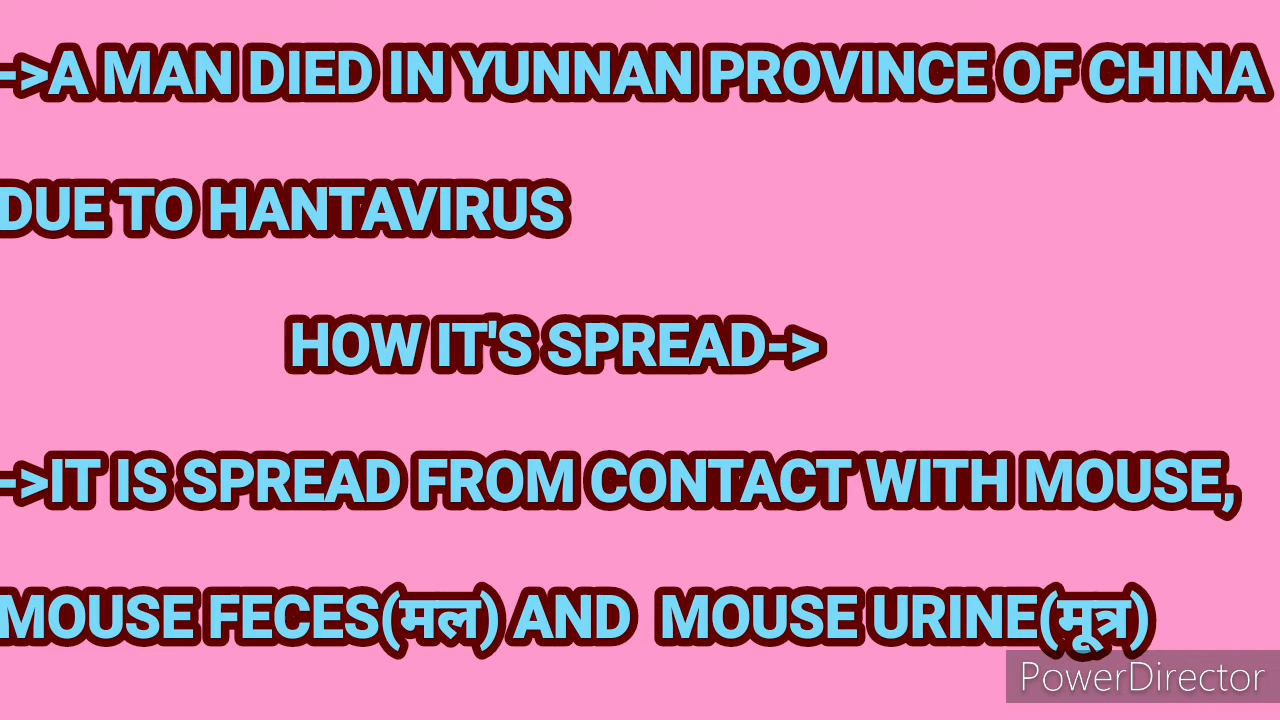 ->A MAN DIED IN YUNNAN PROVINCE OF CHINA
DUE TO HANTAVIRUS
HOW IT'S SPREAD->
->IT IS SPREAD FROM CONTACT WITH MOUSE,
MOUSE FECES(मल) AND MOUSE URINE(मूत्र)
PowerDirector